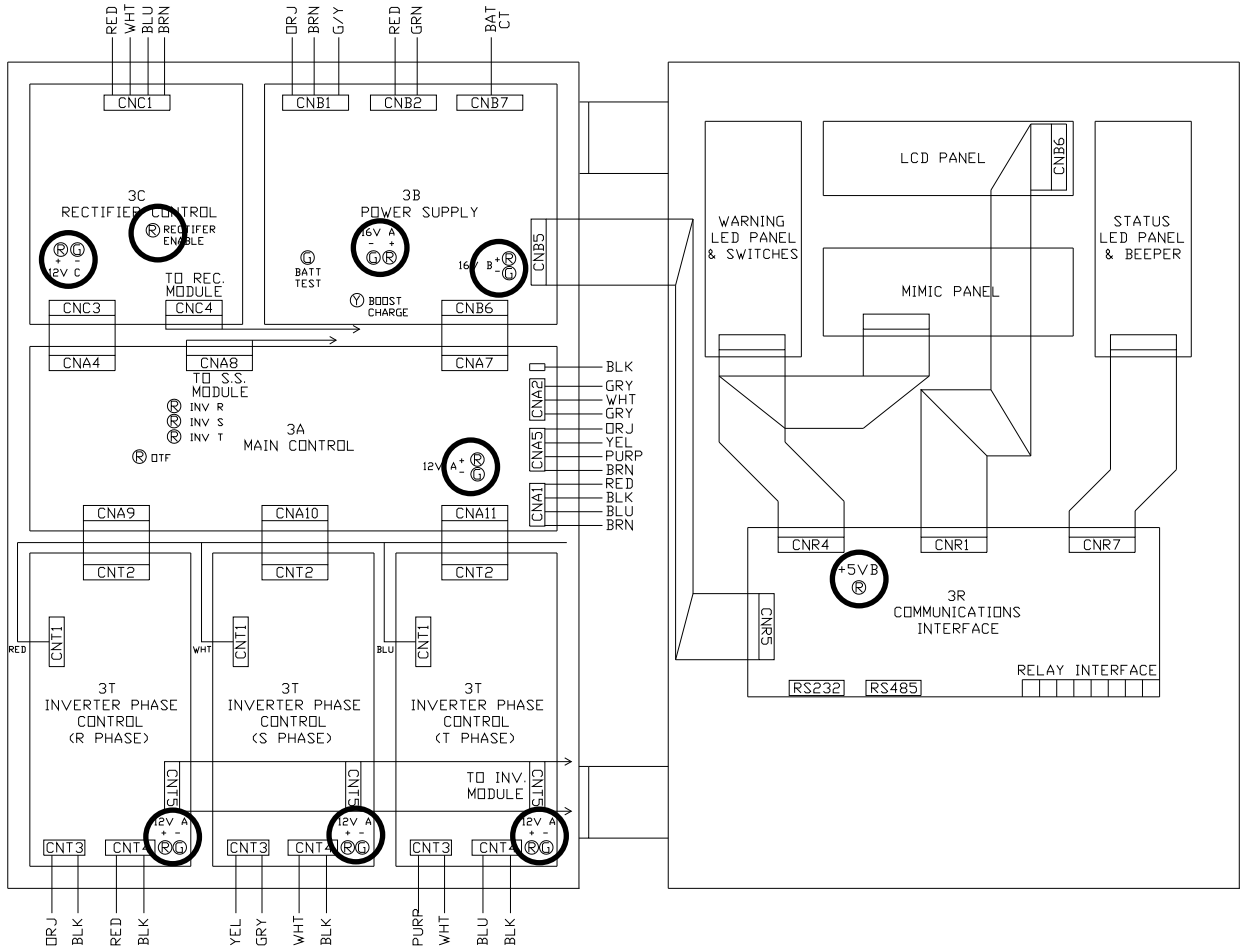 RED
WHT
BLU
BRN
ORJ
BRN
G/Y
RED
GRN
BAT
CT
CNC1
CNB1
CNB2
CNB7
3C
RECTIFIER CONTROL
R RECTIFER
ENABLE
R G
+ -
12V C
TO REC.
MODULE
CNC3
CNC4
3B
POWER SUPPLY
16V A
- +
G R
G
BATT
TEST
Y BOOST
CHARGE
16V B + R
- G
CNB5
CNB6
CNA4
CNA8
CNA7
TO S.S.
MODULE
R INV R
R INV S
R INV T
R OTF
3A
MAIN CONTROL
12V A + R
- G
BLK
CNA2
GRY
WHT
GRY
CNA5
ORJ
YEL
PURP
BRN
CNA1
RED
BLK
BLU
BRN
CNA9
CNA10
CNA11
CNT2
CNT2
CNT2
RED
CNT1
WHT
CNT1
BLU
CNT1
3T
INVERTER PHASE
CONTROL
(R PHASE)
3T
INVERTER PHASE
CONTROL
(S PHASE)
3T
INVERTER PHASE
CONTROL
(T PHASE)
CNT5
CNT5
CNT5
TO INV.
MODULE
12V A
+ -
R G
12V A
+ -
R G
12V A
+ -
R G
CNT3
CNT4
CNT3
CNT4
CNT3
CNT4
ORJ
BLK
RED
BLK
YEL
GRY
WHT
BLK
PURP
WHT
BLU
BLK
WARNING
LED PANEL
& SWITCHES
LCD PANEL
CNB6
MIMIC PANEL
STATUS
LED PANEL
& BEEPER
CNR4
CNR1
CNR7
+5VB
R
3R
COMMUNICATIONS
INTERFACE
CNR5
RS232
RS485
RELAY INTERFACE